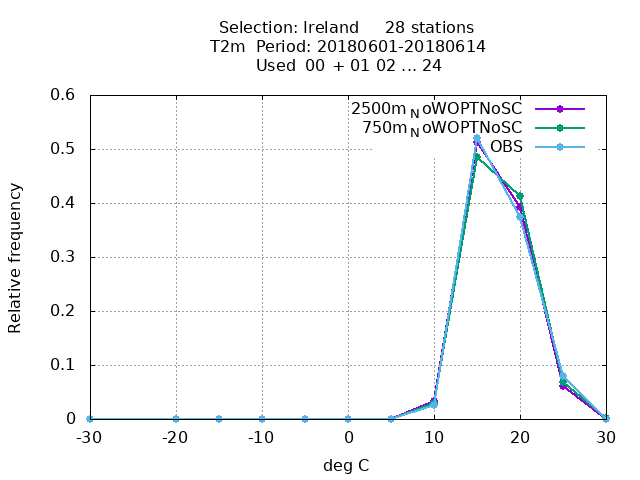 Selection: Ireland 28 stations
T2m Period: 20180601-20180614
Used 00 + 01 02 ... 24
0.6
2500m_NoWOPTNoSC
750m_NoWOPTNoSC
OBS
0.5
0.4
0.3
0.2
0.1
0
Relative frequency
-30 -20 -10 0 10 20 30
deg C